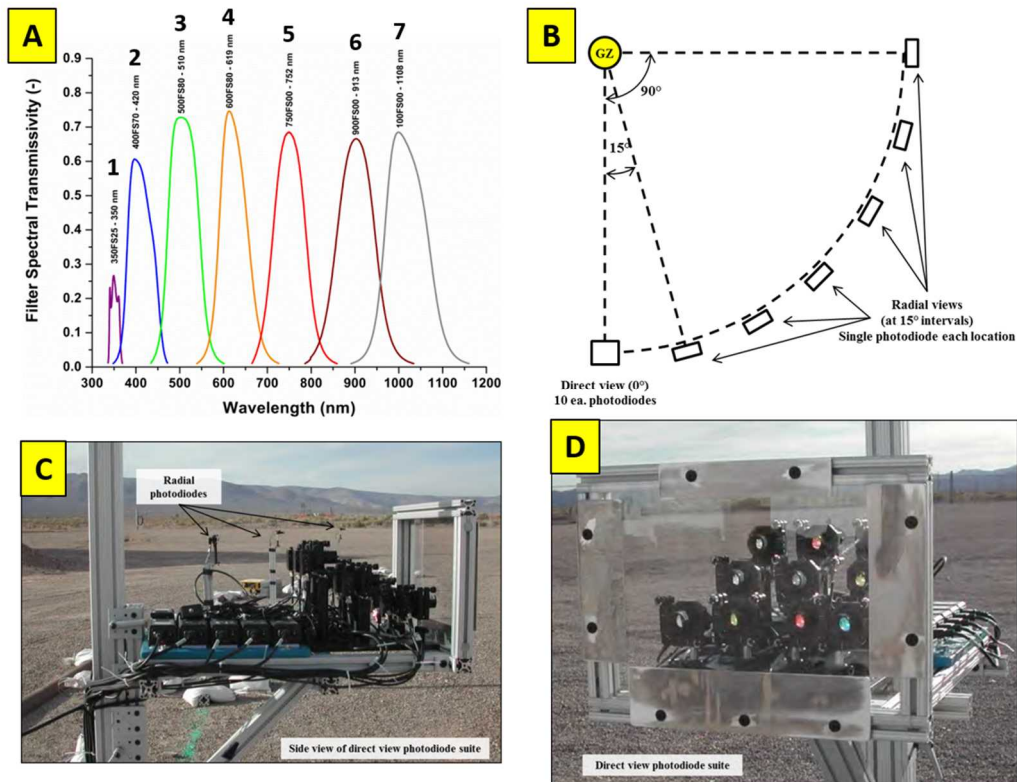 A
1
2
3
4
5
6
7
350FS25 - 350 nm
400FS70 - 420 nm
500FS80 - 510 nm
600FS80 - 619 nm
750FS00 - 752 nm
900FS00 - 913 nm
100FS00 - 1108 nm
Filter Spectral Transmissivity (-)
0.9
0.8
0.7
0.6
0.5
0.4
0.3
0.2
0.1
0.0
300 400 500 600 700 800 900 1000 1100 1200
Wavelength (nm)
B
GZ
90°
15°
Radial views
(at 15° intervals)
Single photodiode each location
Direct view (0°)
10 ea. photodiodes
C
Radial
photodiodes
Side view of direct view photodiode suite
D
Direct view photodiode suite